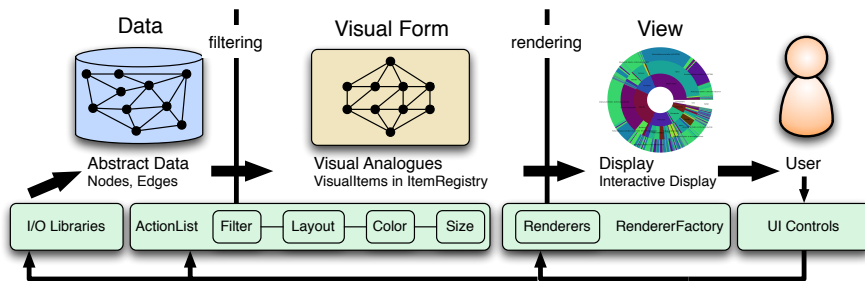 Data
filtering
Visual Form
rendering
View
Abstract Data
Nodes, Edges
Visual Analogues
VisualItems in ItemRegistry
Display
Interactive Display
User
I/O Libraries
ActionList
Filter
Layout
Color
Size
Renderers
RendererFactory
UI Controls